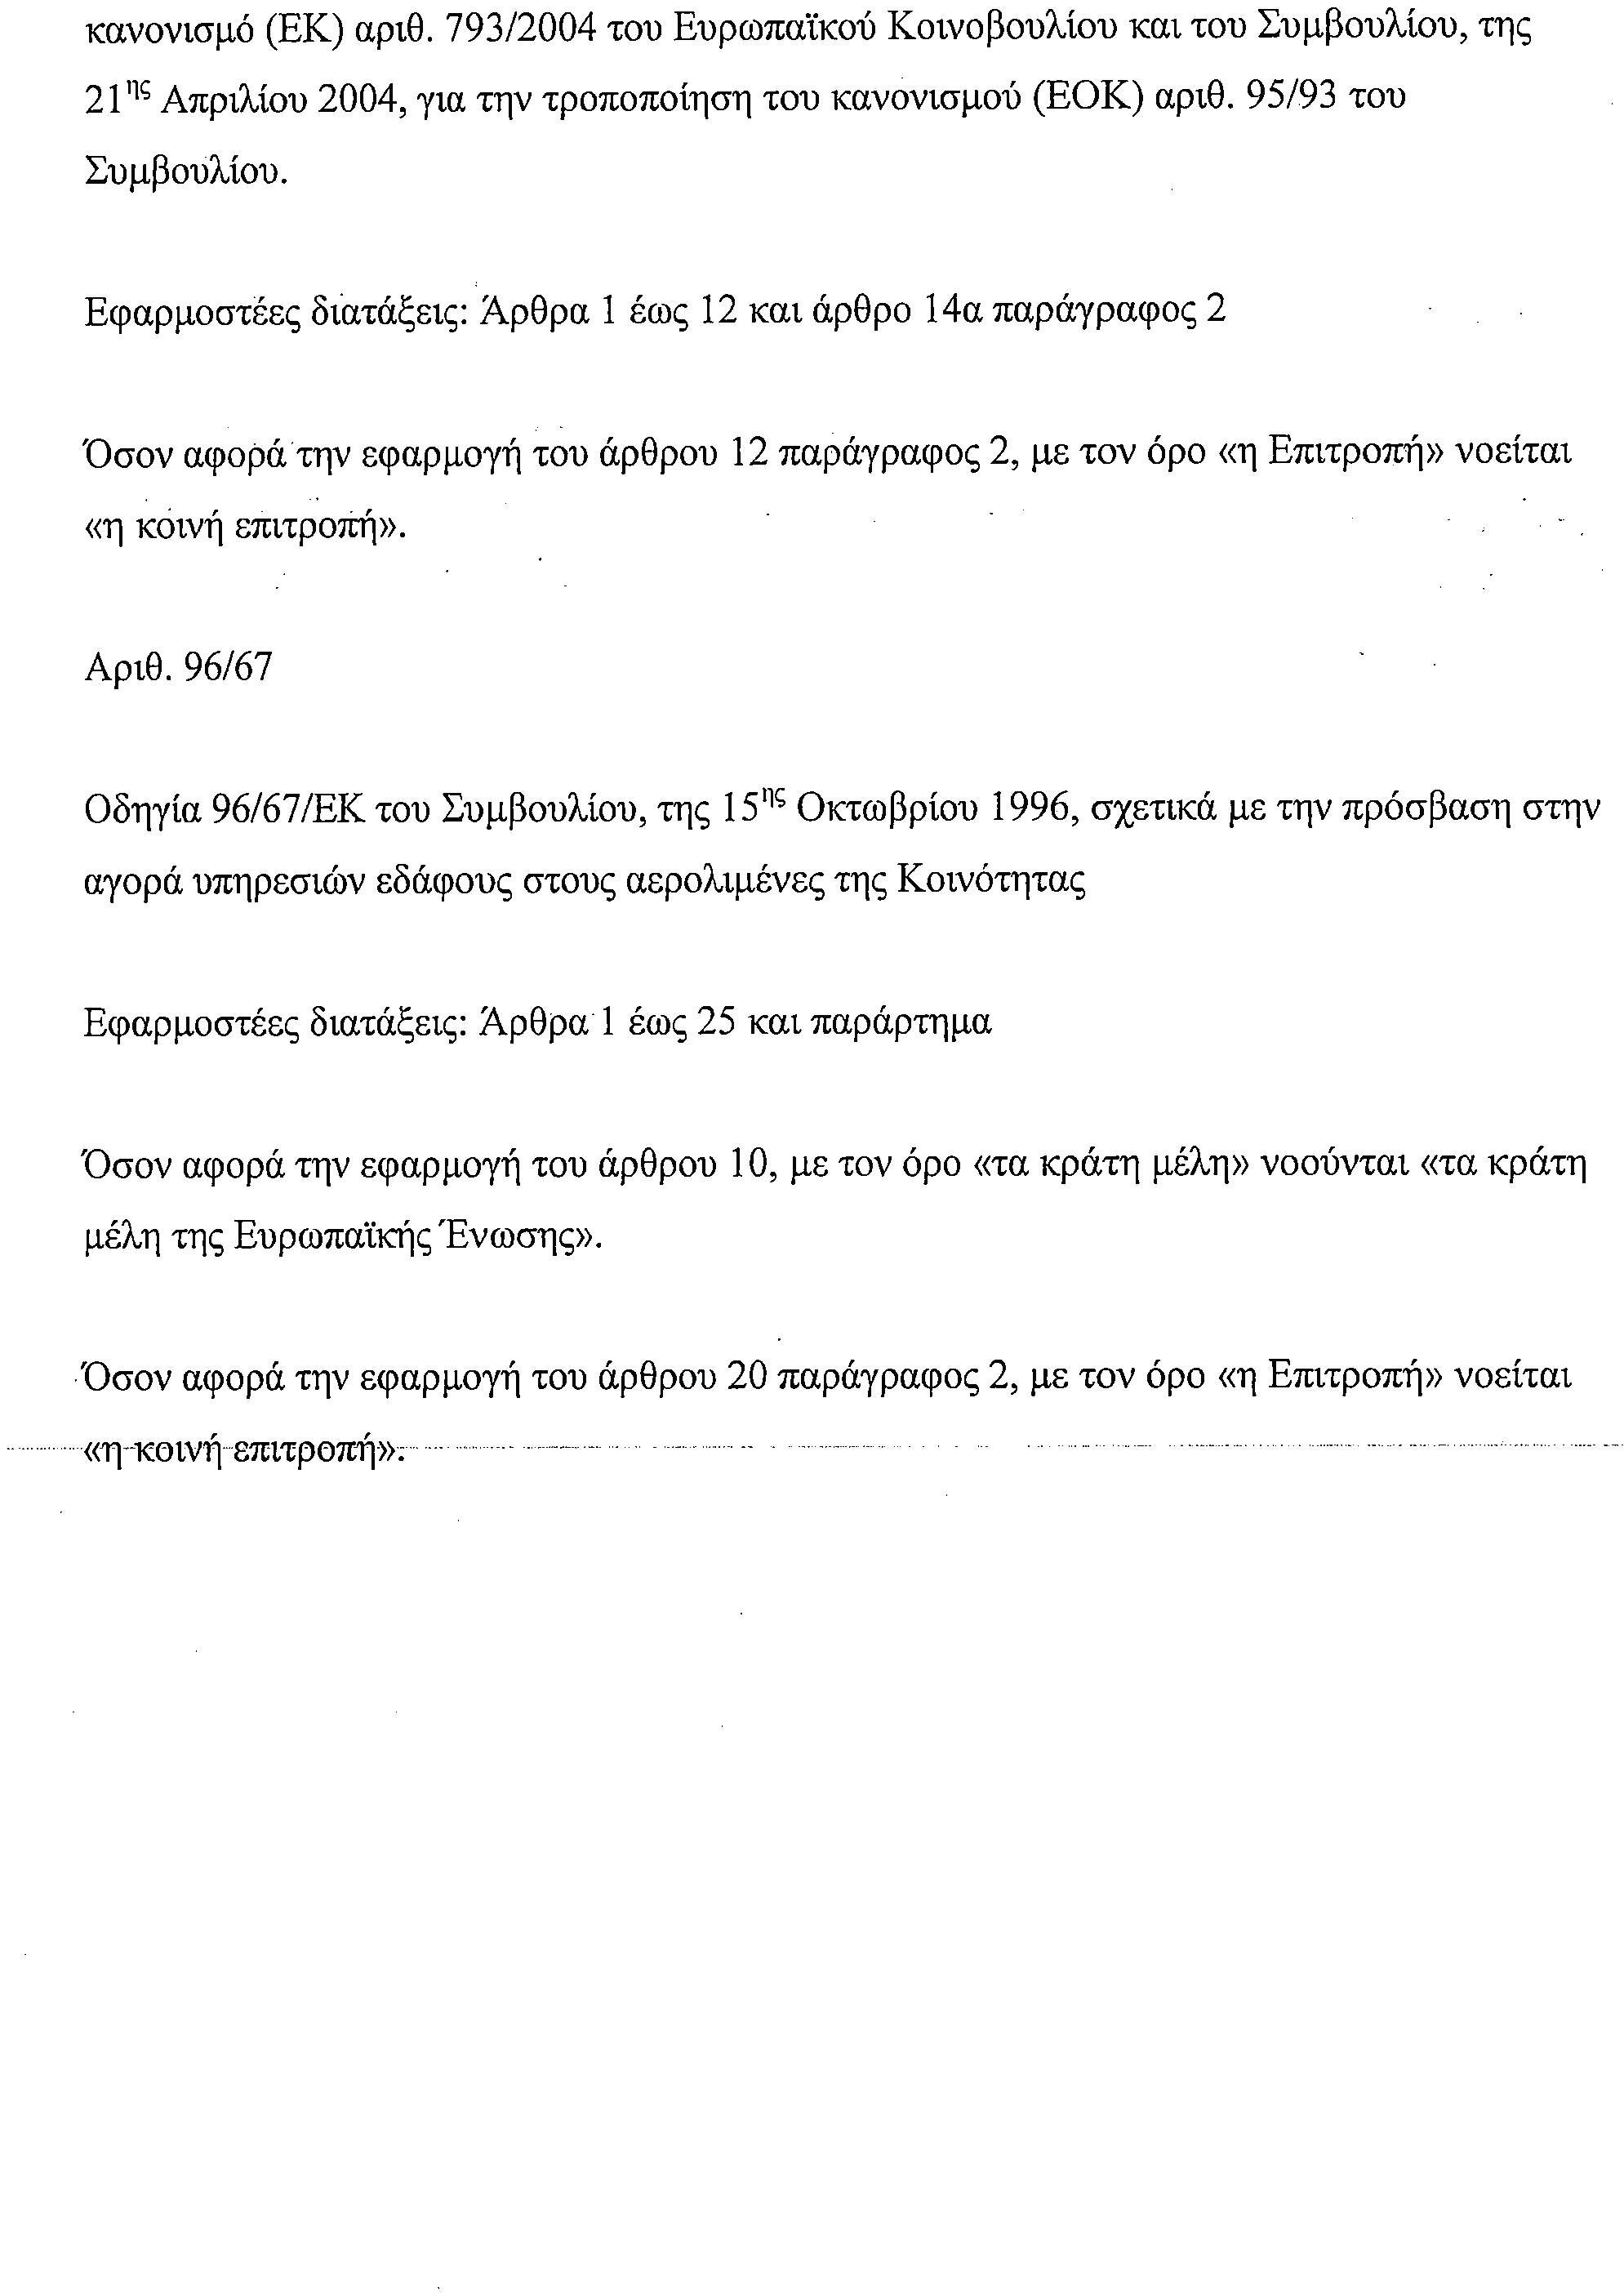 κανονισμό (ΕΚ) αριθ. 793/2004 του Ευρωπαϊκού Κοινοβουλίου και του Συμβουλίου, της
21ης Απριλίου 2004, για την τροποποίηση του κανονισμού (ΕΟΚ) αριθ. 95/93 του
Συμβουλίου.
Εφαρμοστέες διατάξεις: Άρθρα 1 έως 12 και άρθρο 14α παράγραφος 2
Όσον αφορά την εφαρμογή του άρθρου 12 παράγραφος 2, με τον όρο «η Επιτροπή» νοείται
«η κοινή επιτροπή».
Αριθ. 96/67
Οδηγία 96/67/ΕΚ του Συμβουλίου, της 15ης Οκτωβρίου 1996, σχετικά με την πρόσβαση στην
αγορά υπηρεσιών εδάφους στους αερολιμένες της Κοινότητας
Εφαρμοστέες διατάξεις: Άρθρα 1 έως 25 και παράρτημα
Όσον αφορά την εφαρμογή του άρθρου 10, με τον όρο «τα κράτη μέλη» νοούνται «τα κράτη
μέλη της Ευρωπαϊκής Ένωσης».
Όσον αφορά την εφαρμογή του άρθρου 20 παράγραφος 2, με τον όρο «η Επιτροπή» νοείται
«η κοινή επιτροπή».